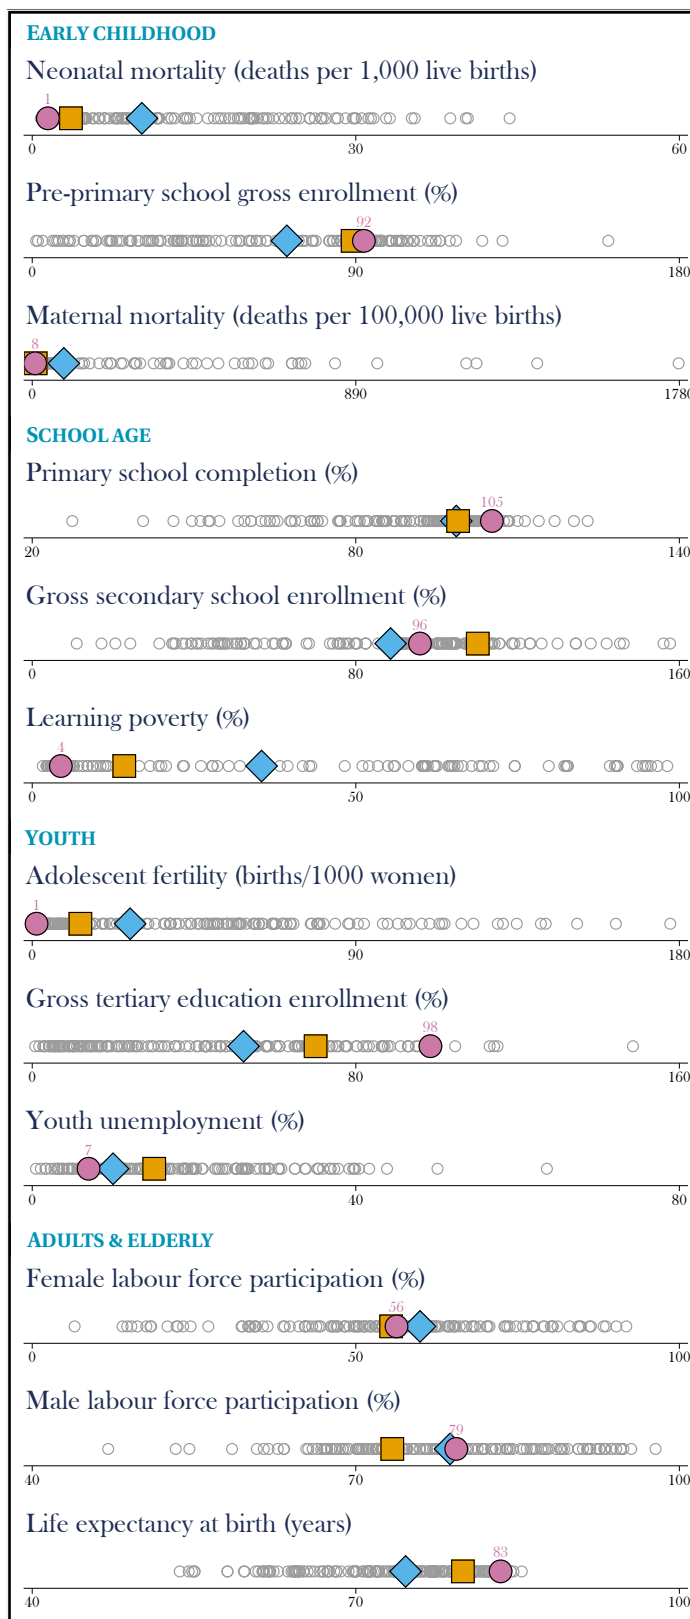 EARLY CHILDHOOD
Neonatal mortality (deaths per 1,000 live births)
1
0 30 60
Pre-primary school gross enrollment (%)
92
0 90 180
Maternal mortality (deaths per 100,000 live births)
8
0 890 1780
SCHOOL AGE
Primary school completion (%)
105
20 80 140
Gross secondary school enrollment (%)
96
0 80 160
Learning poverty (%)
4
0 50 100
YOUTH
Adolescent fertility (births/1000 women)
1
0 90 180
Gross tertiary education enrollment (%)
98
0 80 160
Youth unemployment (%)
7
0 40 80
ADULTS & ELDERLY
Female labour force participation (%)
56
0 50 100
Male labour force participation (%)
79
40 70 100
Life expectancy at birth (years)
83
40 70 100